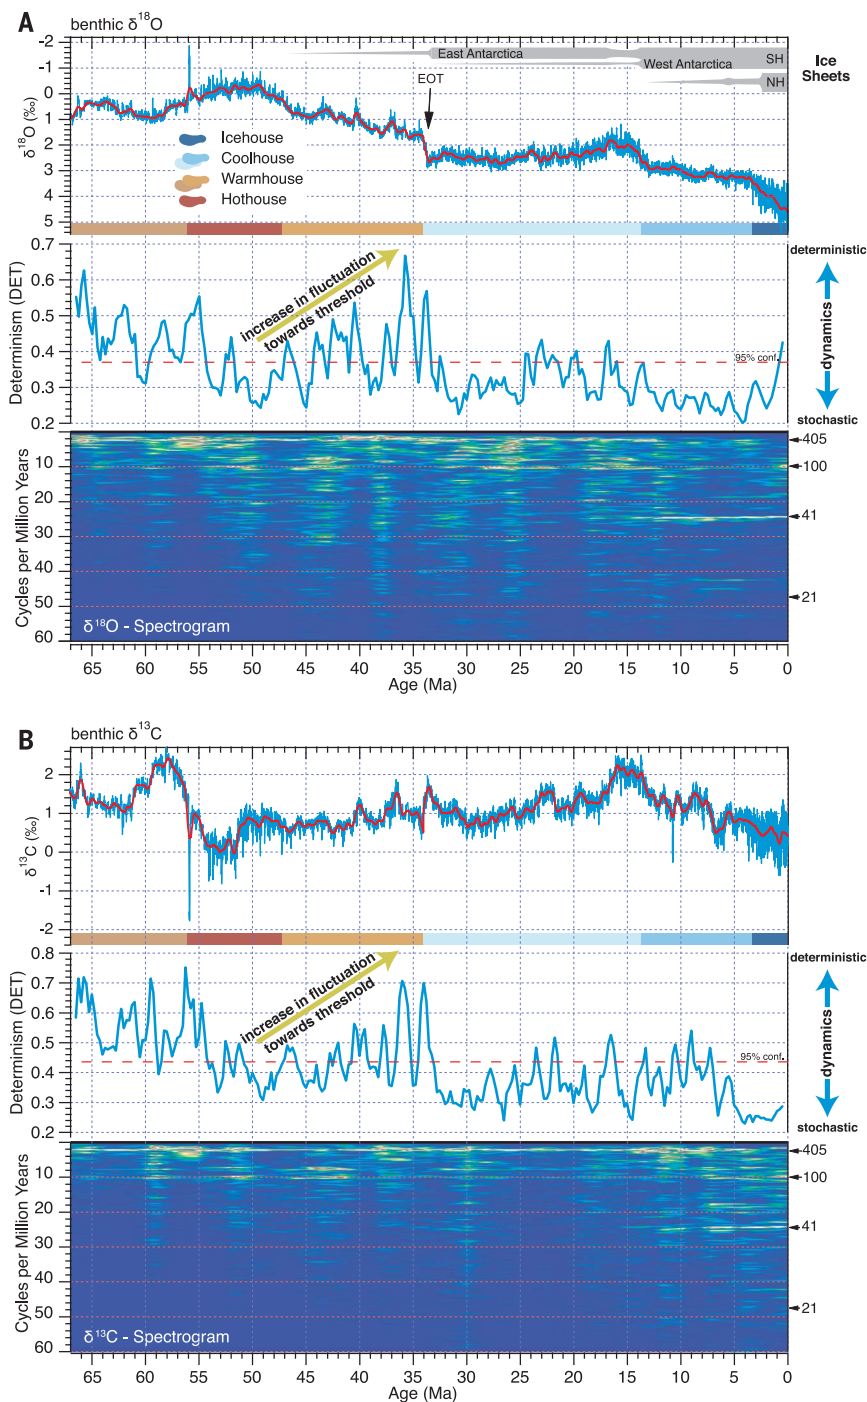 A
benthic δ18O
-2
-1
0
1
2
3
4
5
δ18O (‰)
East Antarctica
West Antarctica
SH
NH
Ice
Sheets
EOT
Icehouse
Coolhouse
Warmhouse
Hothouse
0.7
0.6
0.5
0.4
0.3
0.2
Determinism (DET)
increase in fluctuation
towards threshold
95% conf.
deterministic
dynamics
stochastic
10
20
30
40
50
60
Cycles per Million Years
405
100
41
21
δ18O - Spectrogram
65 60 55 50 45 40 35 30 25 20 15 10 5 0
Age (Ma)
B
benthic δ13C
2
1
0
-1
-2
δ13C (‰)
0.8
0.7
0.6
0.5
0.4
0.3
0.2
Determinism (DET)
increase in fluctuation
towards threshold
95% conf.
deterministic
dynamics
stochastic
10
20
30
40
50
60
Cycles per Million Years
405
100
41
21
δ13C - Spectrogram
65 60 55 50 45 40 35 30 25 20 15 10 5 0
Age (Ma)